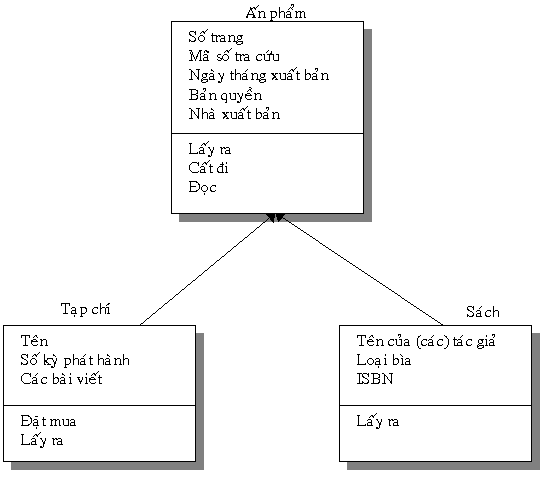 Ấn phẩm
Số trang
Mã số tra cứu
Ngày tháng xuất bản
Bản quyền
Nhà xuất bản
Lấy ra
Cất đi
Đọc
Tạp chí
Tên
Số kỳ phát hành
Các bài viết
Đặt mua
Lấy ra
Sách
Tên của (các) tác giả
Loại bìa
ISBN
Lấy ra